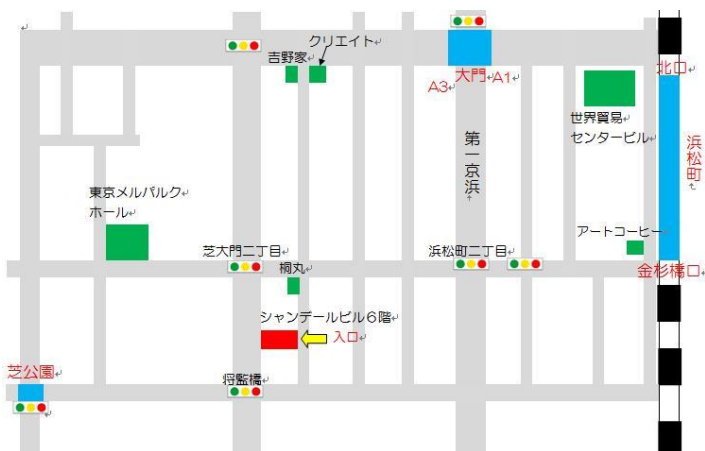 クリエイト
吉野家
大門
A3
A1
北口
世界貿易
センタービル
第一京浜
浜松町
東京メルパルク
ホール
アートコーヒー
芝大門二丁目
浜松町二丁目
金杉橋口
桐丸
シャンデールビル6階
入口
芝公園
将監橋